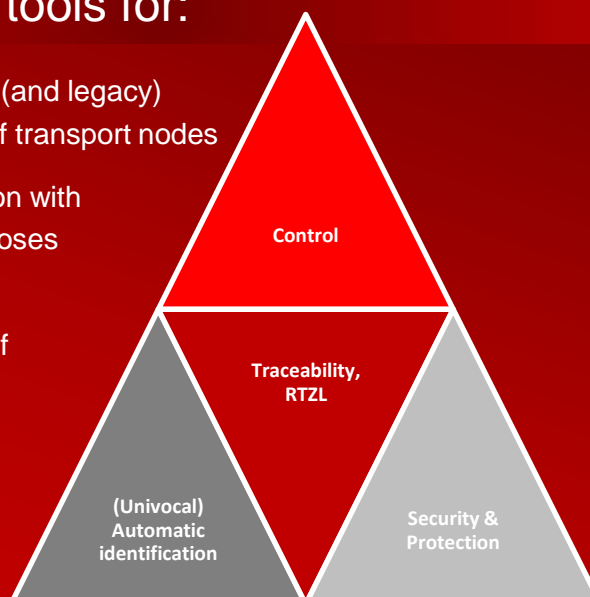 tools for:
(and legacy)
f transport nodes
on with
oses
f
Control
Traceability,
RTZL
(Univocal)
Automatic
identification
Security &
Protection